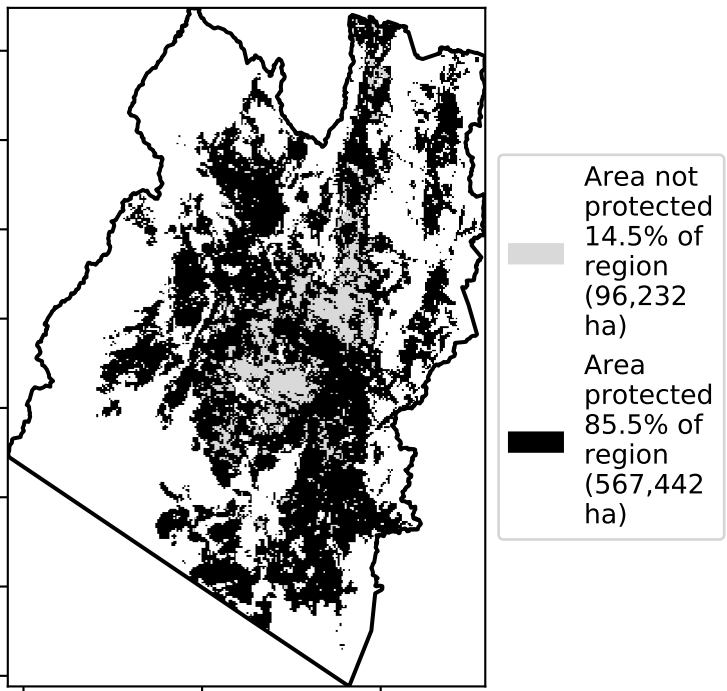 Area not
protected
14.5% of
region
(96,232
ha)
Area
protected
85.5% of
region
(567,442
ha)